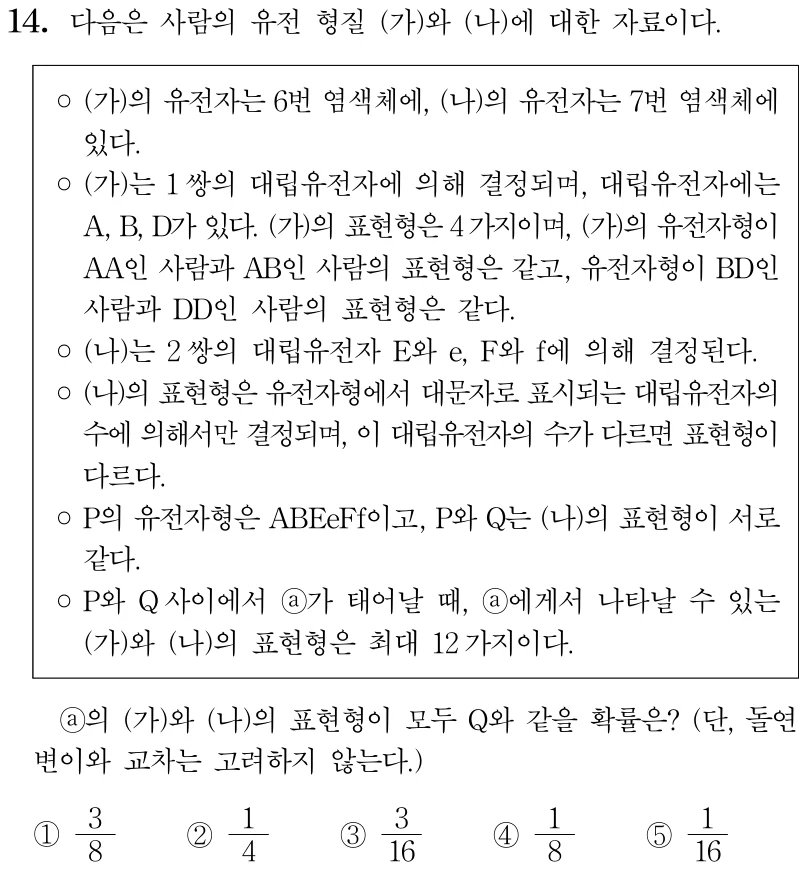 14. 다음은 사람의 유전 형질 (가)와 (나)에 대한 자료이다.
○ (가)의 유전자는 6번 염색체에, (나)의 유전자는 7번 염색체에
있다.
○ (가)는 1쌍의 대립유전자에 의해 결정되며, 대립유전자에는
A, B, D가 있다. (가)의 표현형은 4가지이며, (가)의 유전자형이
AA인 사람과 AB인 사람의 표현형은 같고, 유전자형이 BD인
사람과 DD인 사람의 표현형은 같다.
○ (나)는 2쌍의 대립유전자 E와 e, F와 f에 의해 결정된다.
○ (나)의 표현형은 유전자형에서 대문자로 표시되는 대립유전자의
수에 의해서만 결정되며, 이 대립유전자의 수가 다르면 표현형이
다르다.
○ P의 유전자형은 ABEeFf이고, P와 Q는 (나)의 표현형이 서로
같다.
○ P와 Q사이에서 ⓐ가 태어날 때, ⓐ에게서 나타날 수 있는
(가)와 (나)의 표현형은 최대 12가지이다.
ⓐ의 (가)와 (나)의 표현형이 모두 Q와 같을 확률은? (단, 돌연
변이와 교차는 고려하지 않는다.)
① 3/8 ② 1/4 ③ 3/16 ④ 1/8 ⑤ 1/16